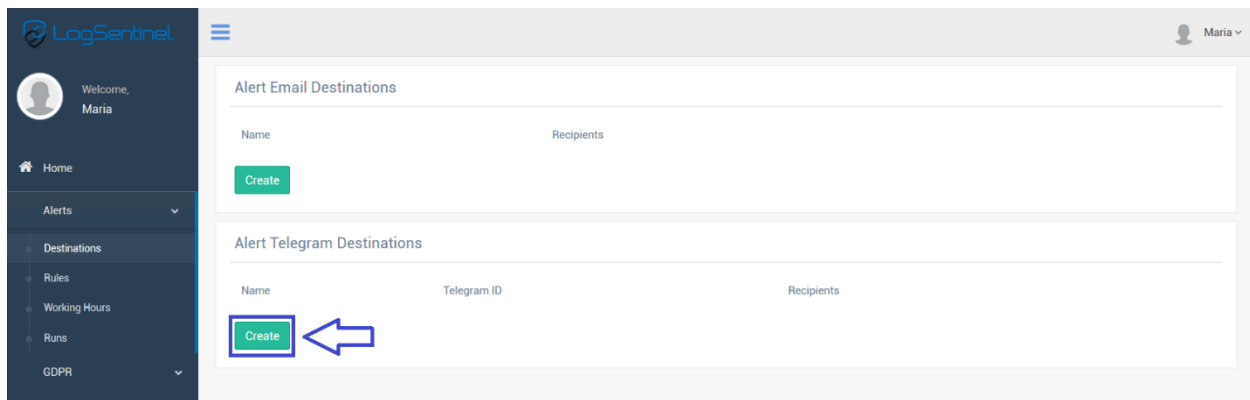 LogSentinel
Maria
Welcome,
Maria
Home
Alerts
Destinations
Rules
Working Hours
Runs
GDPR
Alert Email Destinations
Name Recipients
Create
Alert Telegram Destinations
Name Telegram ID Recipients
Create